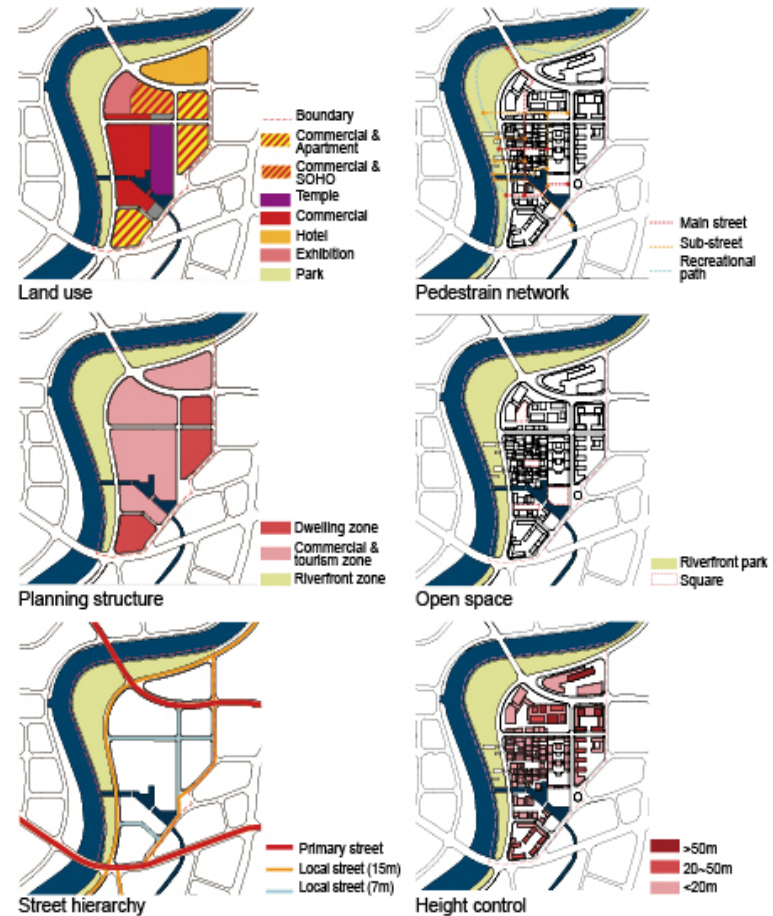 Boundary
Commercial &
Apartment
Commercial &
SOHO
Temple
Commercial
Hotel
Exhibition
Park
Land use
Main street
Sub-street
Recreational
path
Pedestrain network
Dwelling zone
Commercial &
tourism zone
Riverfront zone
Planning structure
Riverfront park
Square
Open space
Primary street
Local street (15m)
Local street (7m)
Street hierarchy
>50m
20~50m
<20m
Height control